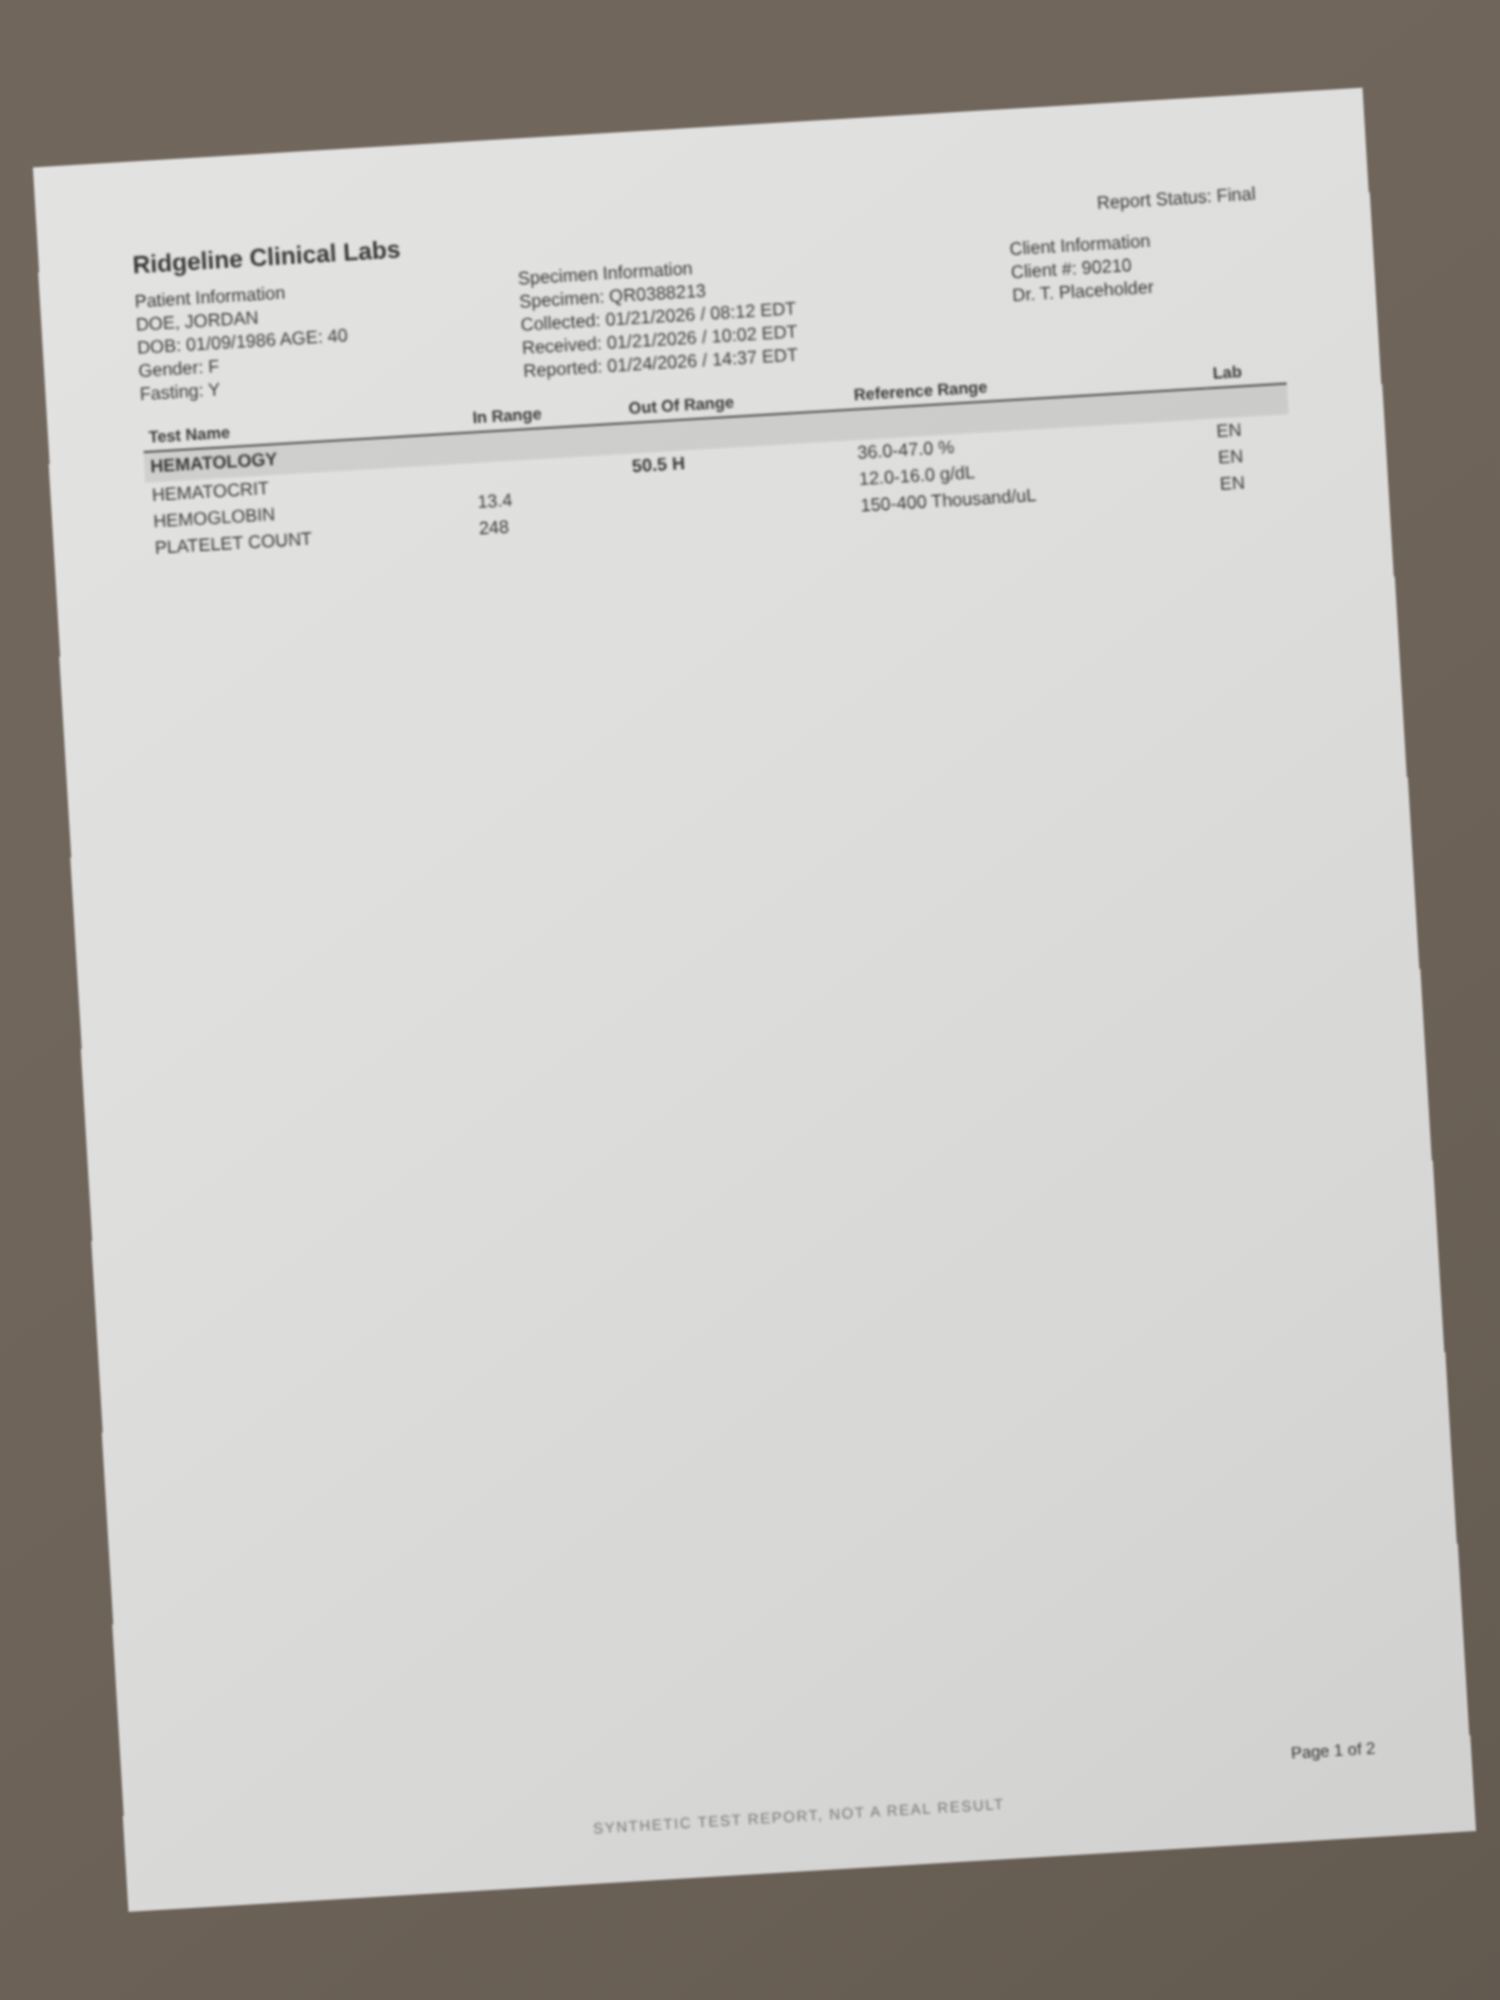 Report Status: Final
Ridgeline Clinical Labs
Patient Information
DOE, JORDAN
DOB: 01/09/1986 AGE: 40
Gender: F
Fasting: Y
Specimen Information
Specimen: QR0388213
Collected: 01/21/2026 / 08:12 EDT
Received: 01/21/2026 / 10:02 EDT
Reported: 01/24/2026 / 14:37 EDT
Client Information
Client #: 90210
Dr. T. Placeholder
Test Name In Range Out Of Range Reference Range Lab
HEMATOLOGY
HEMATOCRIT 50.5 H 36.0-47.0 % EN
HEMOGLOBIN 13.4 12.0-16.0 g/dL EN
PLATELET COUNT 248 150-400 Thousand/uL EN
Page 1 of 2
SYNTHETIC TEST REPORT, NOT A REAL RESULT